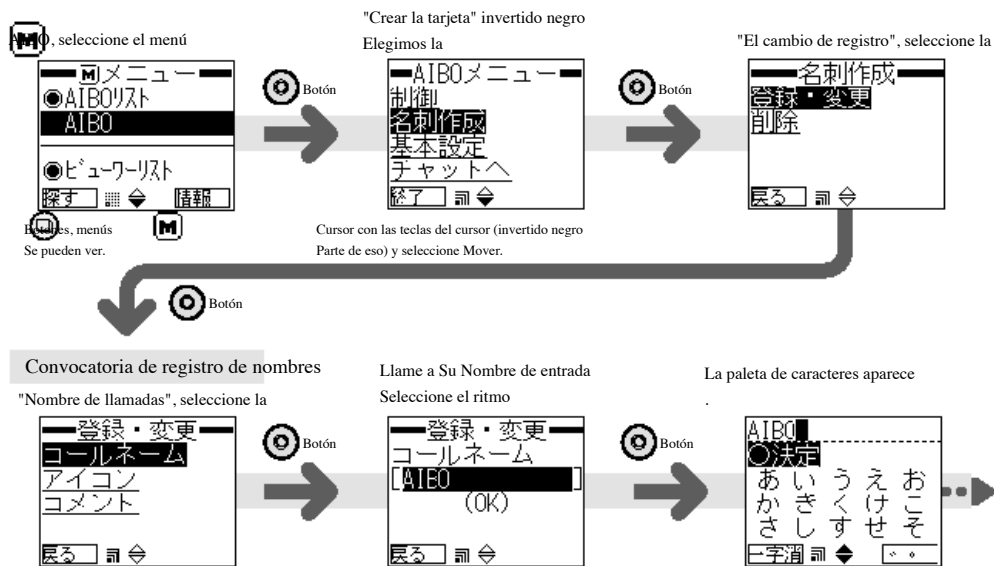 "Crear la tarjeta" invertido negro
Elegimos la
, seleccione el menú
"El cambio de registro", seleccione la
M
Mメニュー
◉AIBOリスト
AIBO
◉ビューワーリスト
探す 情報
Botón
AIBOメニュー
制御
名刺作成
基本設定
チャットへ
終了
Botón
名刺作成
登録・変更
削除
戻る
Botones, menús
Se pueden ver.
M
Cursor con las teclas del cursor (invertido negro
Parte de eso) y seleccione Mover.
Botón
Convocatoria de registro de nombres
"Nombre de llamadas", seleccione la
Llame a Su Nombre de entrada
Seleccione el ritmo
La paleta de caracteres aparece
.
登録・変更
コールネーム
アイコン
コメント
戻る
Botón
登録・変更
コールネーム
[AIBO]
(OK)
戻る
Botón
AIBO
○決定
あ い う え お
か き く け こ
さ し す せ そ
一字消 ゛゜